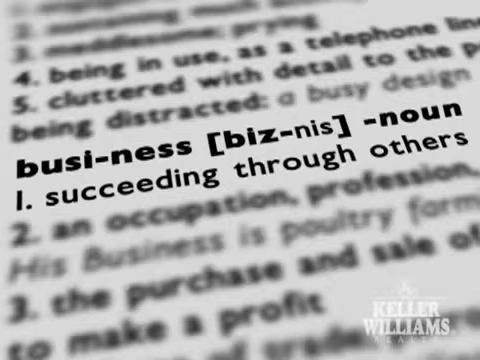 3. meddlesome; prying
4. being in use, as a telephone line
5. cluttered with detail to the p
being distracted: a busy design
busi-ness [biz-nis] -noun
1. succeeding through others
2. an occupation, profession,
His Business is poultry farm
3. the purchase and sale of
to make a profit
KELLER
WILLIAMS
REALTY